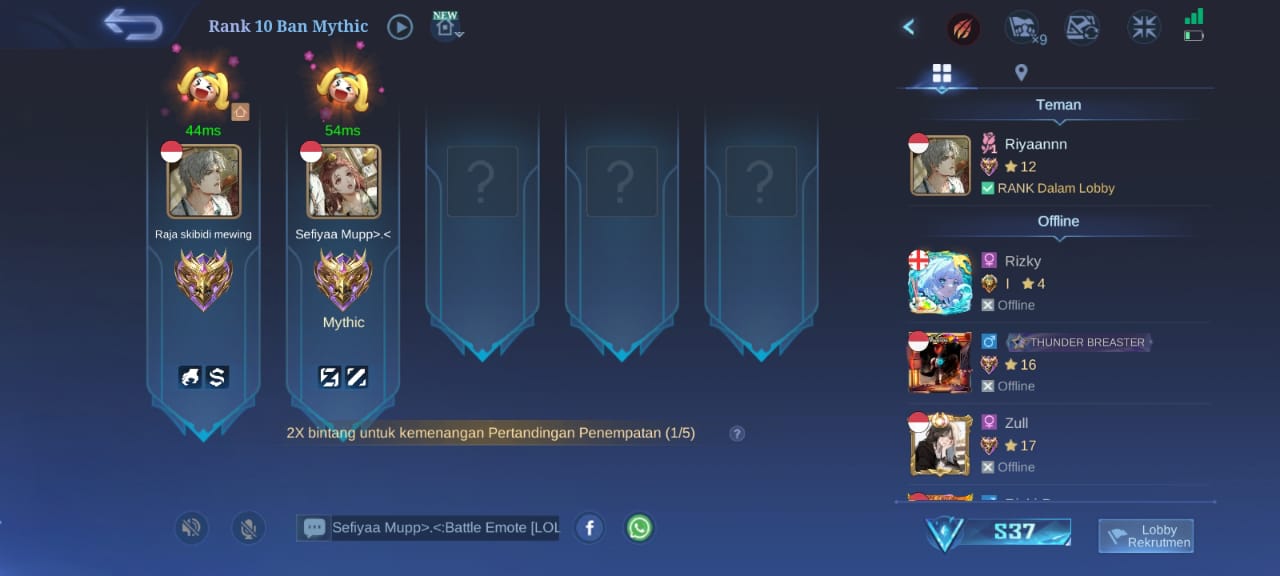 Rank 10 Ban Mythic
NEW
×9
44ms
54ms
Raja skibidi mewing
Sefiyaa Mupp>.<
Mythic
2X bintang untuk kemenangan Pertandingan Penempatan (1/5)
?
Sefiyaa Mupp>.<:Battle Emote [LOL
Teman
Riyaannn
12
RANK Dalam Lobby
Offline
Rizky
I 4
Offline
THUNDER BREASTER
16
Offline
Zull
17
Offline
S37
Lobby
Rekrutmen